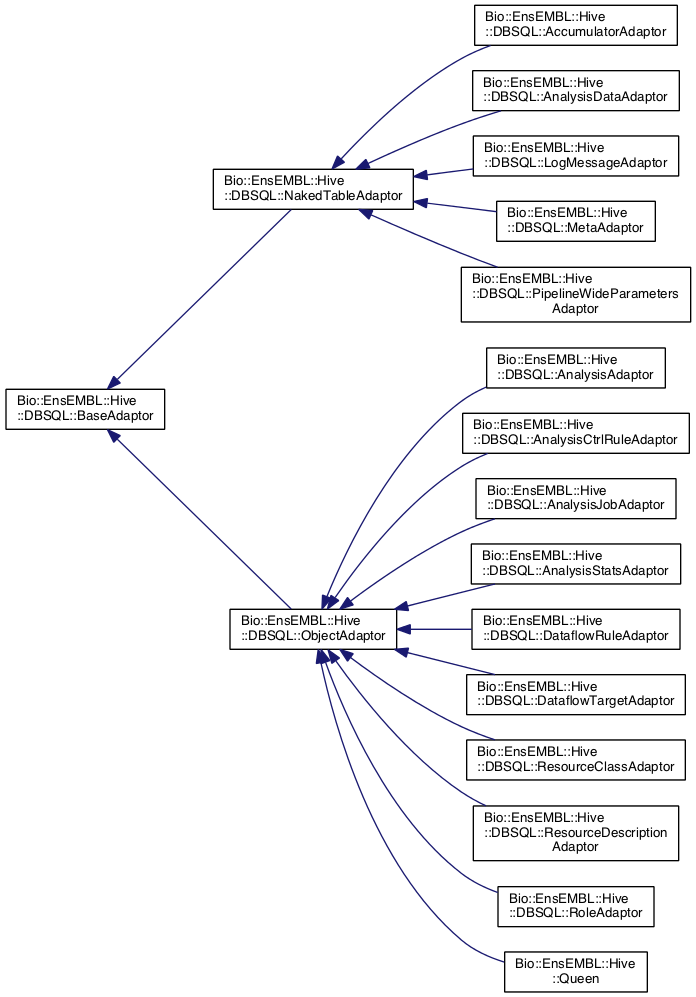 Bio::EnsEMBL::Hive
::DBSQL::AccumulatorAdaptor
Bio::EnsEMBL::Hive
::DBSQL::AnalysisDataAdaptor
Bio::EnsEMBL::Hive
::DBSQL::LogMessageAdaptor
Bio::EnsEMBL::Hive
::DBSQL::NakedTableAdaptor
Bio::EnsEMBL::Hive
::DBSQL::MetaAdaptor
Bio::EnsEMBL::Hive
::DBSQL::PipelineWideParameters
Adaptor
Bio::EnsEMBL::Hive
::DBSQL::AnalysisAdaptor
Bio::EnsEMBL::Hive
::DBSQL::BaseAdaptor
Bio::EnsEMBL::Hive
::DBSQL::AnalysisCtrlRuleAdaptor
Bio::EnsEMBL::Hive
::DBSQL::AnalysisJobAdaptor
Bio::EnsEMBL::Hive
::DBSQL::AnalysisStatsAdaptor
Bio::EnsEMBL::Hive
::DBSQL::ObjectAdaptor
Bio::EnsEMBL::Hive
::DBSQL::DataflowRuleAdaptor
Bio::EnsEMBL::Hive
::DBSQL::DataflowTargetAdaptor
Bio::EnsEMBL::Hive
::DBSQL::ResourceClassAdaptor
Bio::EnsEMBL::Hive
::DBSQL::ResourceDescription
Adaptor
Bio::EnsEMBL::Hive
::DBSQL::RoleAdaptor
Bio::EnsEMBL::Hive
::Queen